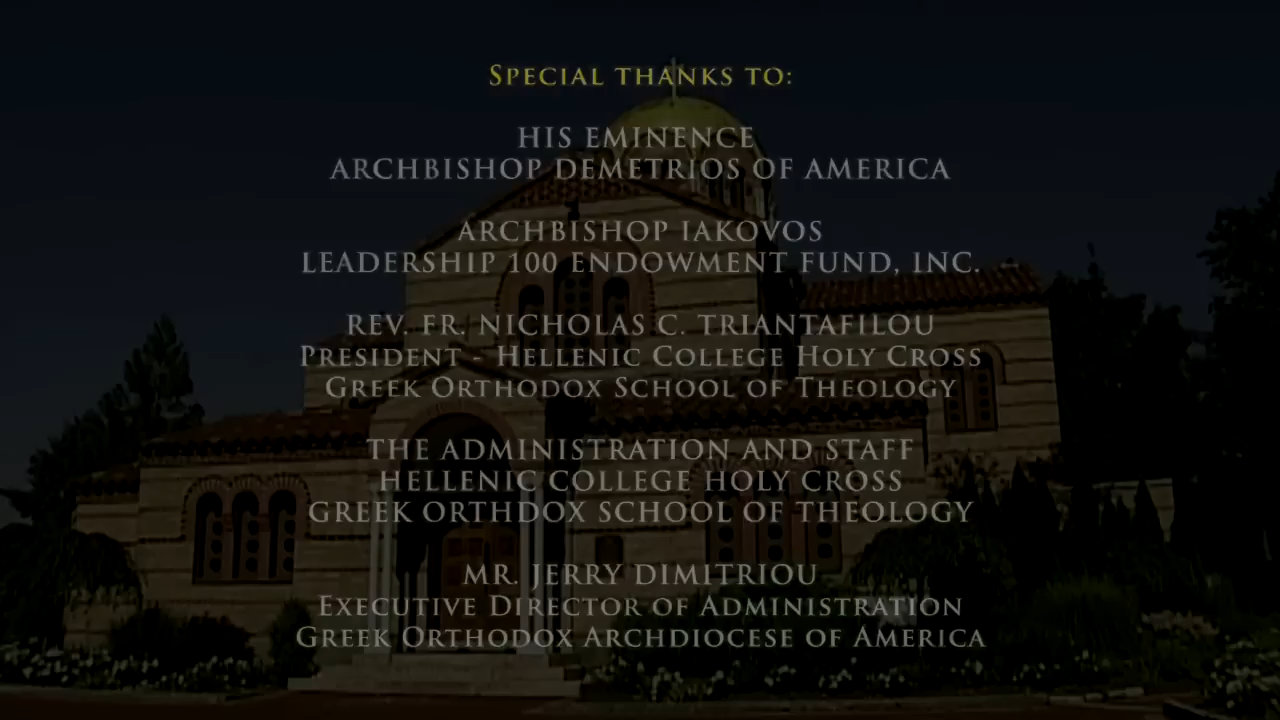 SPECIAL THANKS TO:
HIS EMINENCE
ARCHBISHOP DEMETRIOS OF AMERICA
ARCHBISHOP IAKOVOS
LEADERSHIP 100 ENDOWMENT FUND, INC.
REV. FR. NICHOLAS C. TRIANTAFILOU
PRESIDENT - HELLENIC COLLEGE HOLY CROSS
GREEK ORTHODOX SCHOOL OF THEOLOGY
THE ADMINISTRATION AND STAFF
HELLENIC COLLEGE HOLY CROSS
GREEK ORTHDOX SCHOOL OF THEOLOGY
MR. JERRY DIMITRIOU
EXECUTIVE DIRECTOR OF ADMINISTRATION
GREEK ORTHODOX ARCHDIOCESE OF AMERICA